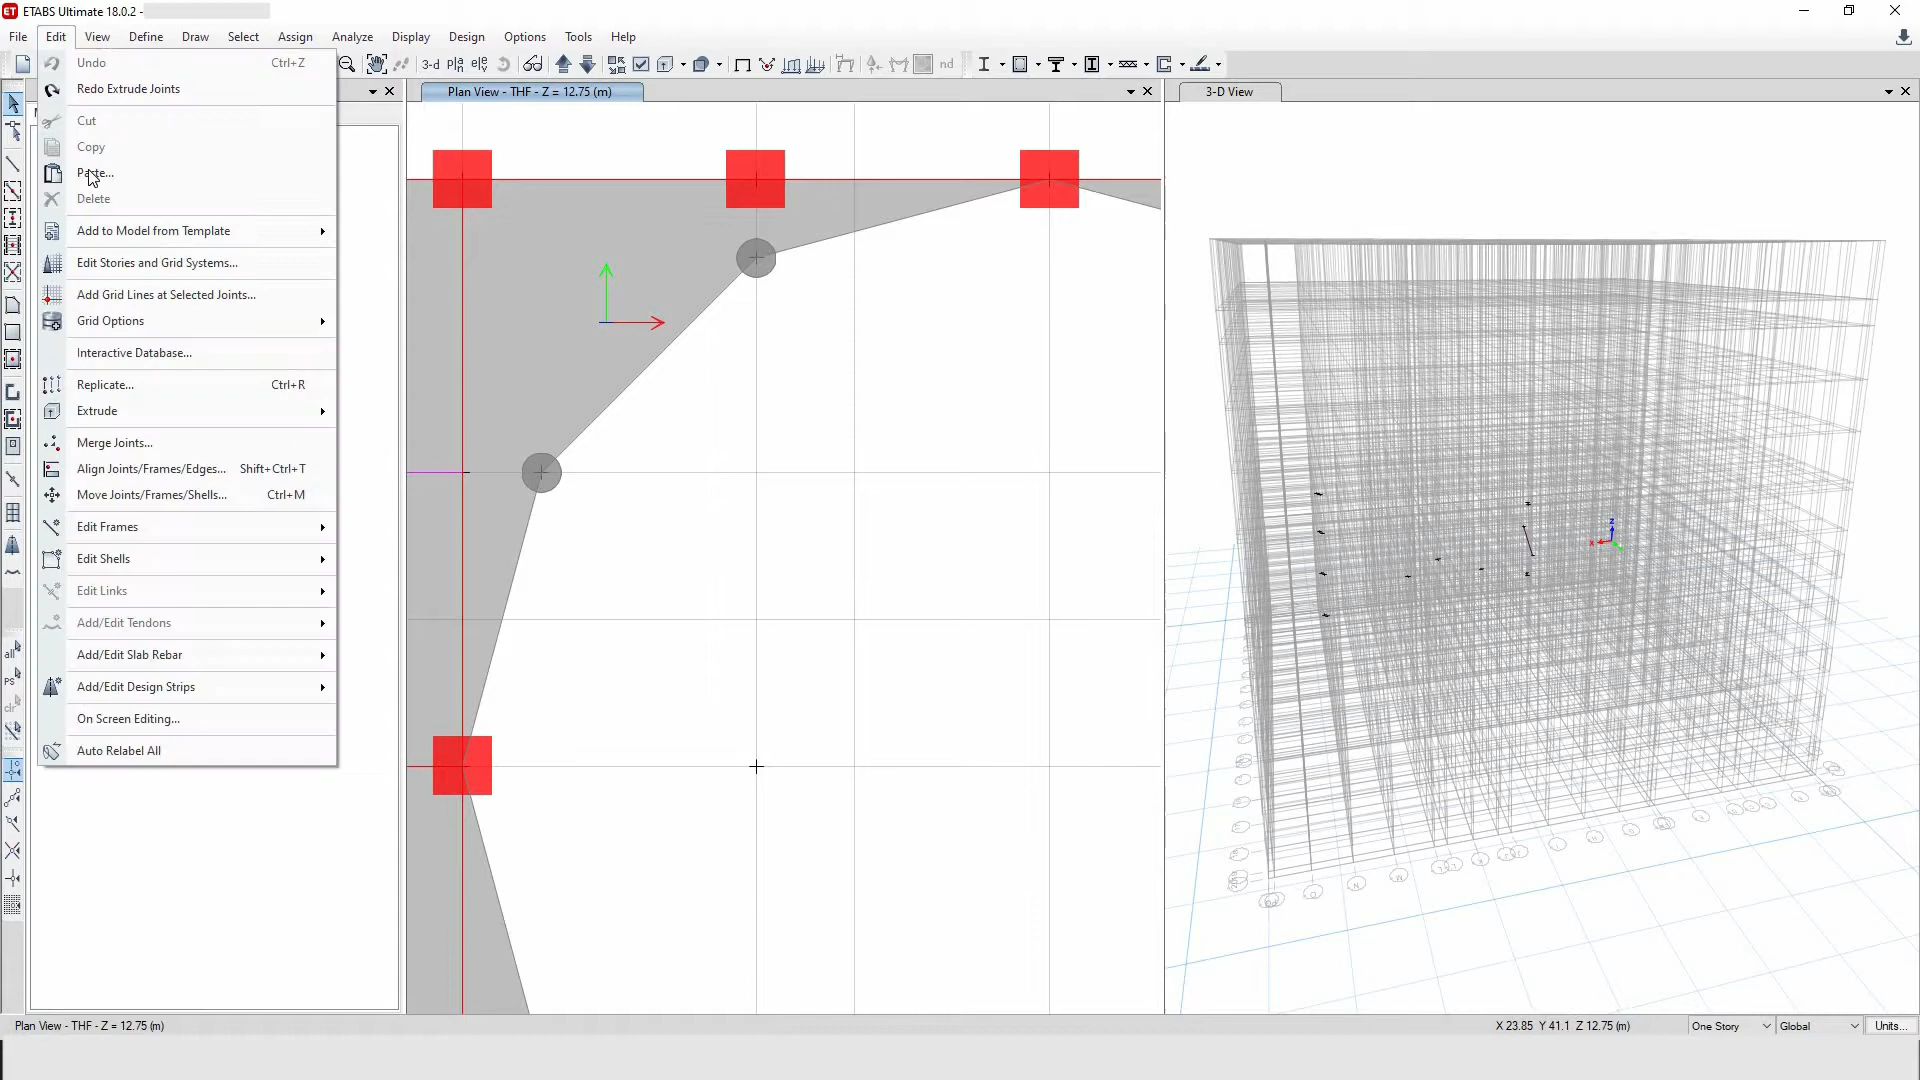 ETABS Ultimate 18.0.2 -
File Edit View Define Draw Select Assign Analyze Display Design Options Tools Help
3-d nd
Undo Ctrl+Z
Redo Extrude Joints
Cut
Copy
Paste...
Delete
Add to Model from Template
Edit Stories and Grid Systems...
Add Grid Lines at Selected Joints...
Grid Options
Interactive Database...
Replicate... Ctrl+R
Extrude
Merge Joints...
Align Joints/Frames/Edges... Shift+Ctrl+T
Move Joints/Frames/Shells... Ctrl+M
Edit Frames
Edit Shells
Edit Links
Add/Edit Tendons
Add/Edit Slab Rebar
Add/Edit Design Strips
On Screen Editing...
Auto Relabel All
all
PS
clr
Plan View - THF - Z = 12.75 (m)
3-D View
Z
X
Plan View - THF - Z = 12.75 (m)
X 23.85 Y 41.1 Z 12.75 (m)
One Story
Global
Units...